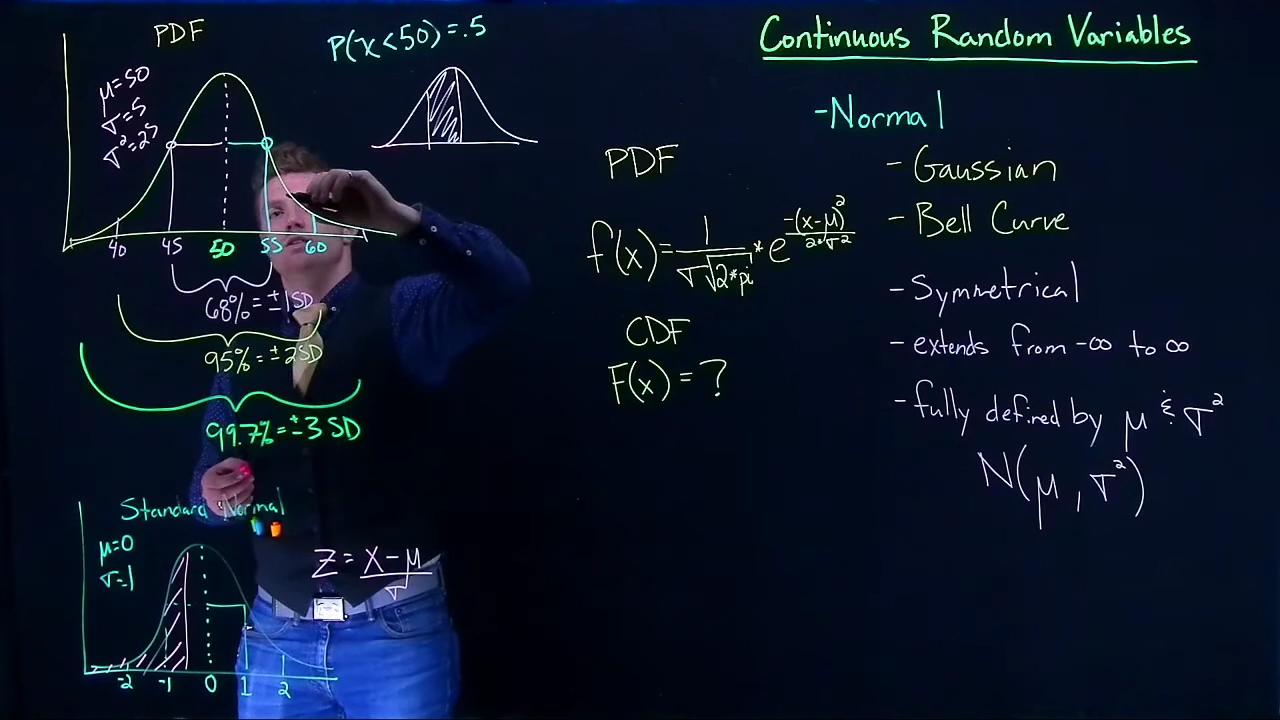 Continuous Random Variables
PDF
P(x<50)=.5
μ=50
σ=5
σ²=25
40 45 50 55 60
68%=±1SD
95%=±2SD
99.7%=±3SD
Standard Normal
μ=0
σ=1
-2 -1 0 1 2
Z = x-μ / σ
PDF
f(x)=1/σ√2*pi * e^-(x-μ)²/2*σ²
CDF
F(x) = ?
-Normal
- Gaussian
- Bell Curve
- Symmetrical
- extends from -∞ to ∞
- fully defined by μ & σ²
N(μ, σ²)